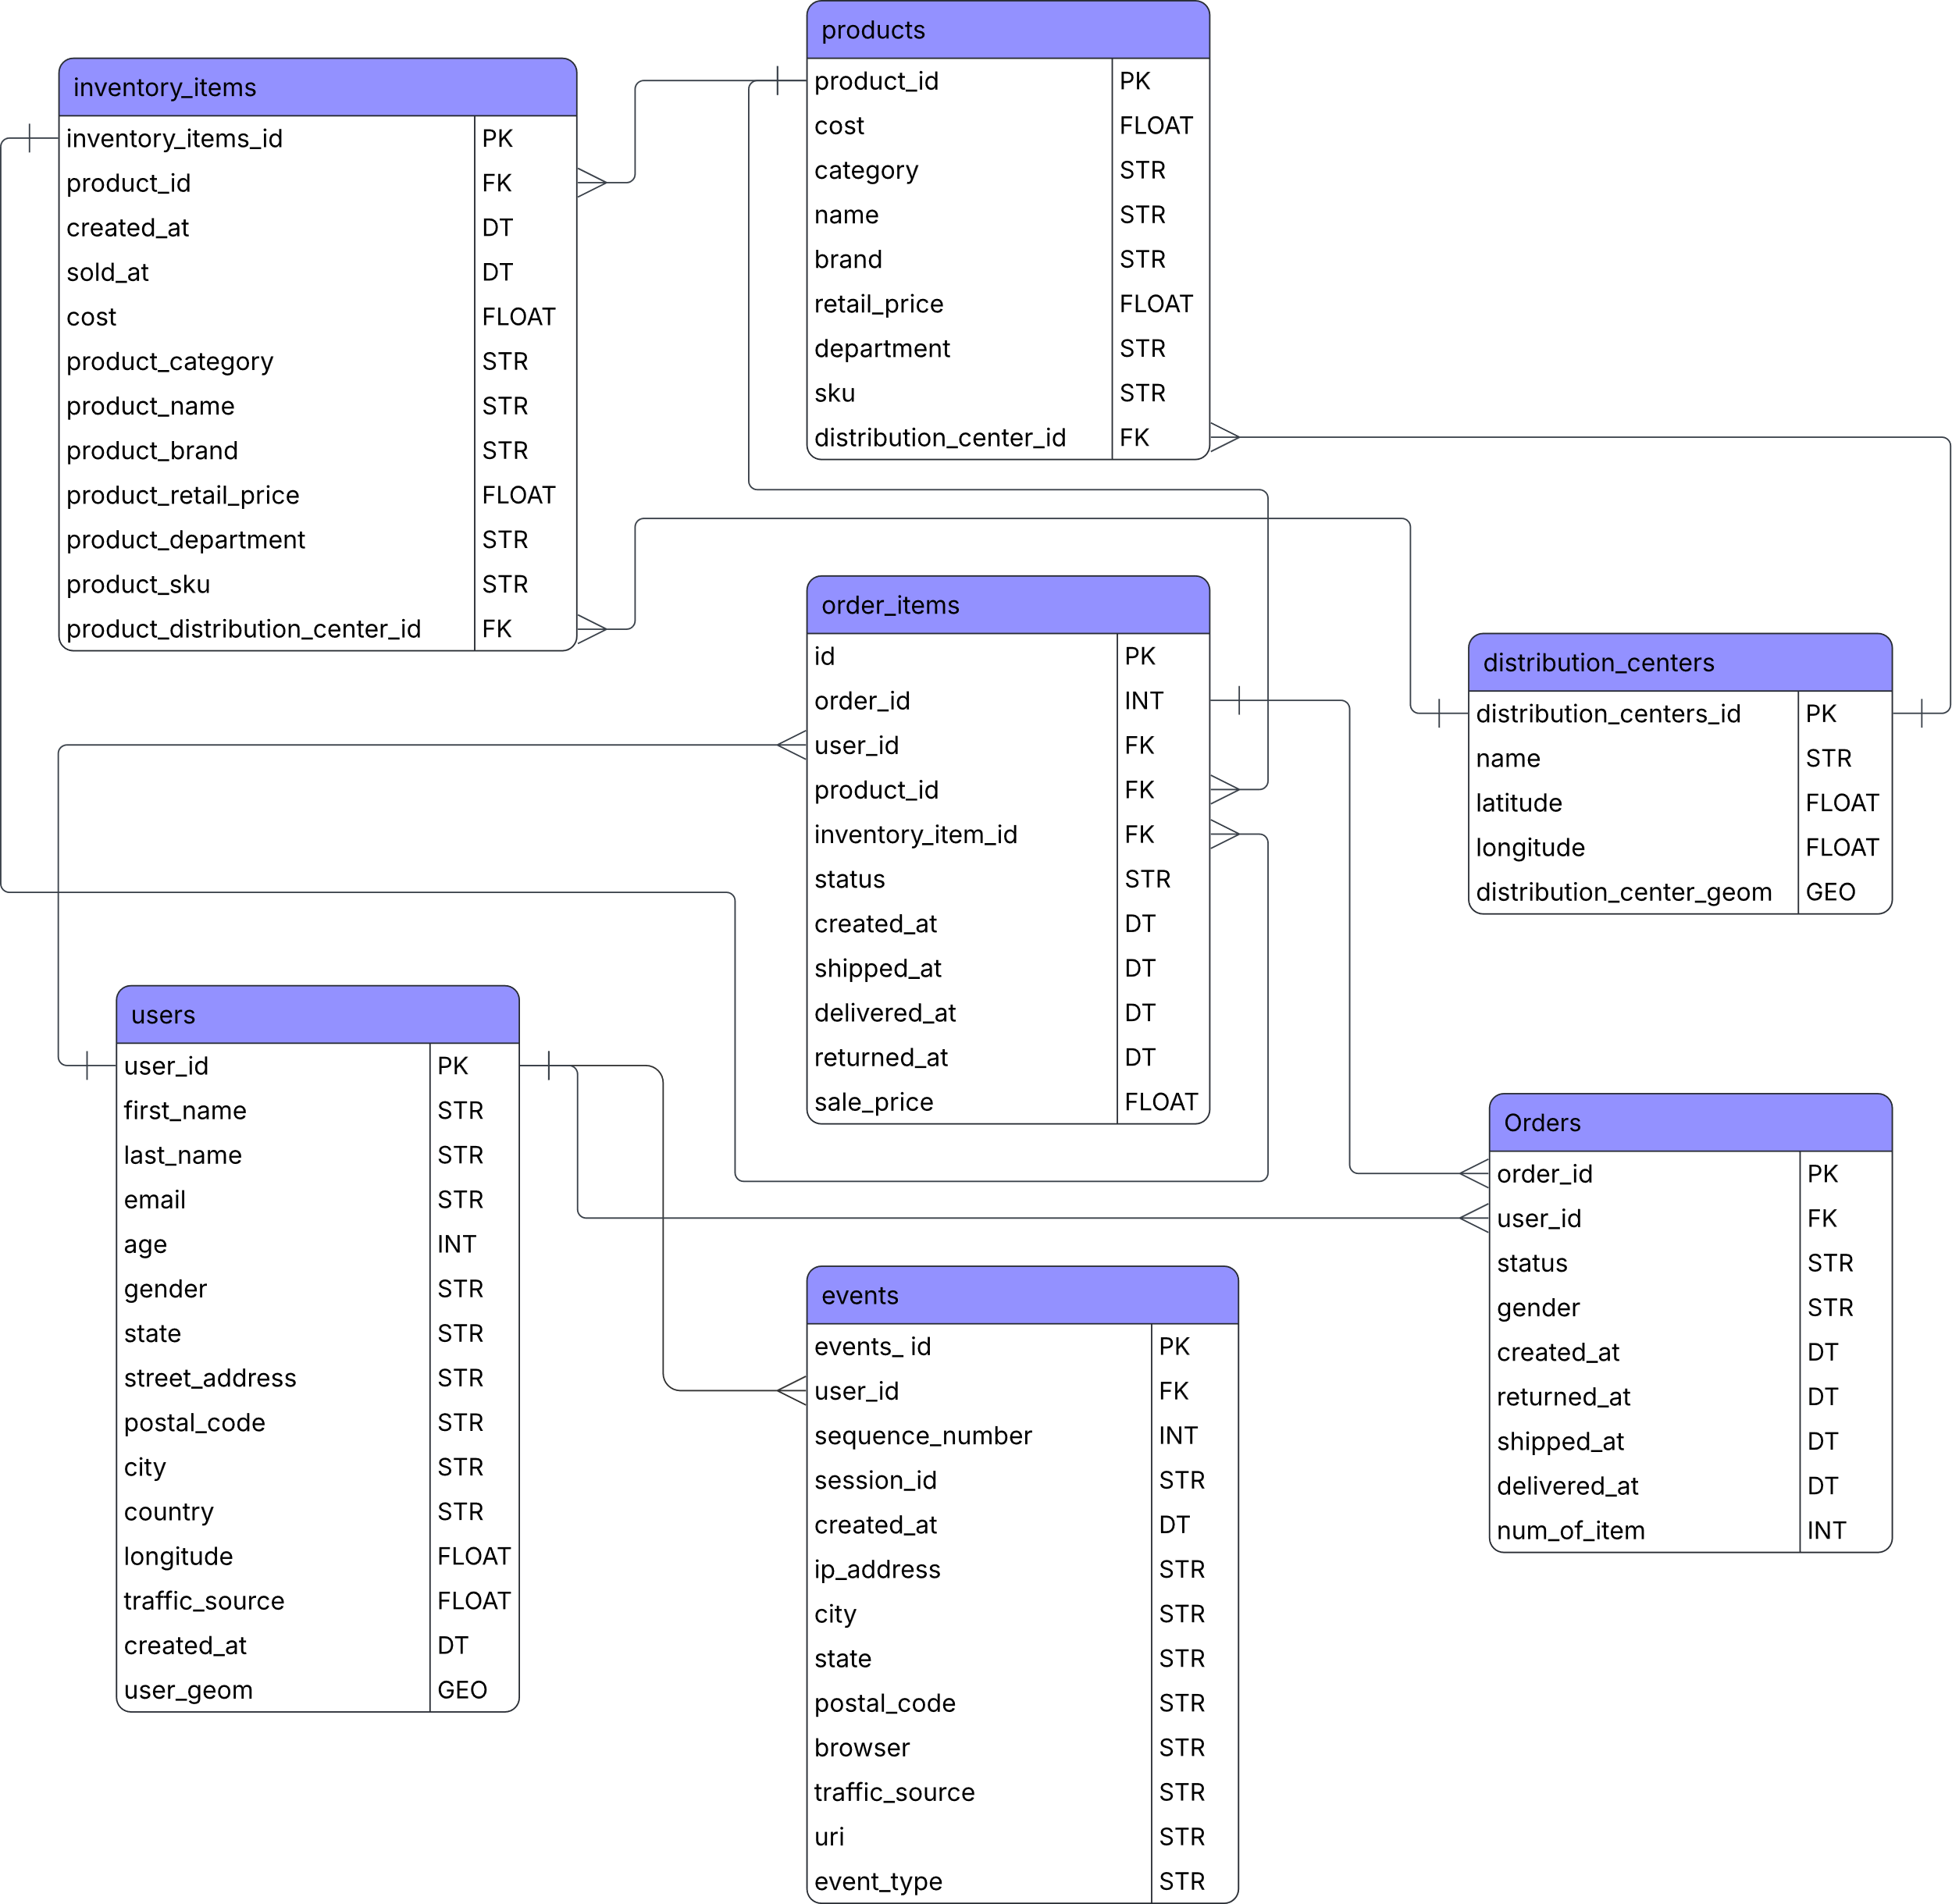 products
product_id PK
cost FLOAT
category STR
name STR
brand STR
retail_price FLOAT
department STR
sku STR
distribution_center_id FK
inventory_items
inventory_items_id PK
product_id FK
created_at DT
sold_at DT
cost FLOAT
product_category STR
product_name STR
product_brand STR
product_retail_price FLOAT
product_department STR
product_sku STR
product_distribution_center_id FK
order_items
id PK
order_id INT
user_id FK
product_id FK
inventory_item_id FK
status STR
created_at DT
shipped_at DT
delivered_at DT
returned_at DT
sale_price FLOAT
distribution_centers
distribution_centers_id PK
name STR
latitude FLOAT
longitude FLOAT
distribution_center_geom GEO
users
user_id PK
first_name STR
last_name STR
email STR
age INT
gender STR
state STR
street_address STR
postal_code STR
city STR
country STR
longitude FLOAT
traffic_source FLOAT
created_at DT
user_geom GEO
Orders
order_id PK
user_id FK
status STR
gender STR
created_at DT
returned_at DT
shipped_at DT
delivered_at DT
num_of_item INT
events
events_ id PK
user_id FK
sequence_number INT
session_id STR
created_at DT
ip_address STR
city STR
state STR
postal_code STR
browser STR
traffic_source STR
uri STR
event_type STR